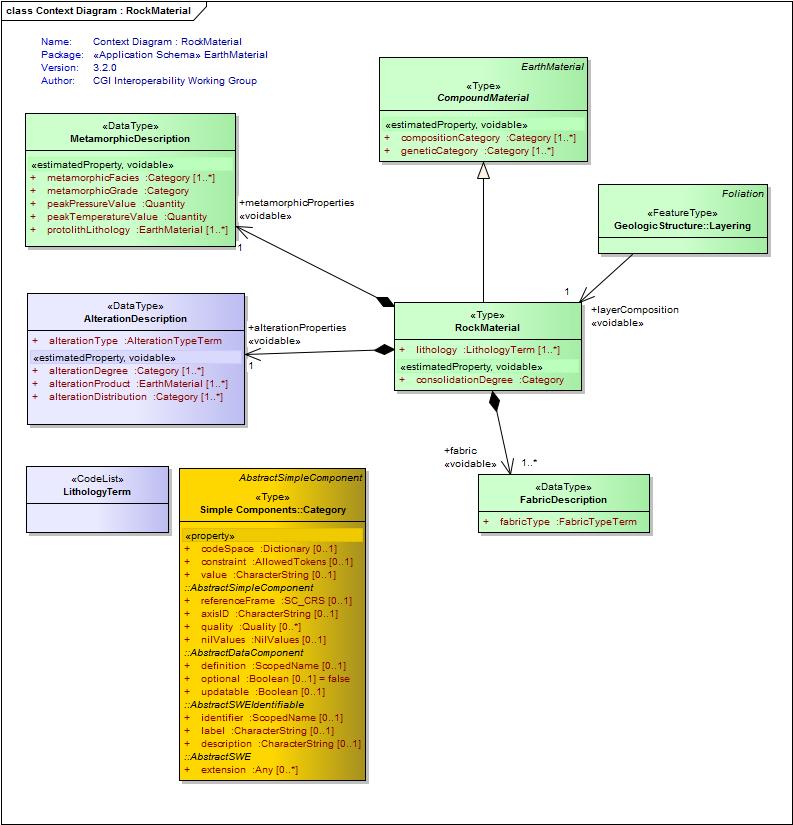 class Context Diagram : RockMaterial
Name: Context Diagram : RockMaterial
Package: «Application Schema» EarthMaterial
Version: 3.2.0
Author: CGI Interoperability Working Group
EarthMaterial
«Type»
CompoundMaterial
«estimatedProperty, voidable»
+ compositionCategory :Category [1..*]
+ geneticCategory :Category [1..*]
«DataType»
MetamorphicDescription
«estimatedProperty, voidable»
+ metamorphicFacies :Category [1..*]
+ metamorphicGrade :Category
+ peakPressureValue :Quantity
+ peakTemperatureValue :Quantity
+ protolithLithology :EarthMaterial [1..*]
+metamorphicProperties
«voidable»
1
Foliation
«FeatureType»
GeologicStructure::Layering
1
+layerComposition
«voidable»
«DataType»
AlterationDescription
+ alterationType :AlterationTypeTerm
«estimatedProperty, voidable»
+ alterationDegree :Category [1..*]
+ alterationProduct :EarthMaterial [1..*]
+ alterationDistribution :Category [1..*]
+alterationProperties
«voidable»
1
«Type»
RockMaterial
+ lithology :LithologyTerm [1..*]
«estimatedProperty, voidable»
+ consolidationDegree :Category
+fabric
«voidable»
1..*
«DataType»
FabricDescription
+ fabricType :FabricTypeTerm
«CodeList»
LithologyTerm
AbstractSimpleComponent
«Type»
Simple Components::Category
«property»
+ codeSpace :Dictionary [0..1]
+ constraint :AllowedTokens [0..1]
+ value :CharacterString [0..1]
::AbstractSimpleComponent
+ referenceFrame :SC_CRS [0..1]
+ axisID :CharacterString [0..1]
+ quality :Quality [0..*]
+ nilValues :NilValues [0..1]
::AbstractDataComponent
+ definition :ScopedName [0..1]
+ optional :Boolean [0..1] = false
+ updatable :Boolean [0..1]
::AbstractSWEIdentifiable
+ identifier :ScopedName [0..1]
+ label :CharacterString [0..1]
+ description :CharacterString [0..1]
::AbstractSWE
+ extension :Any [0..*]